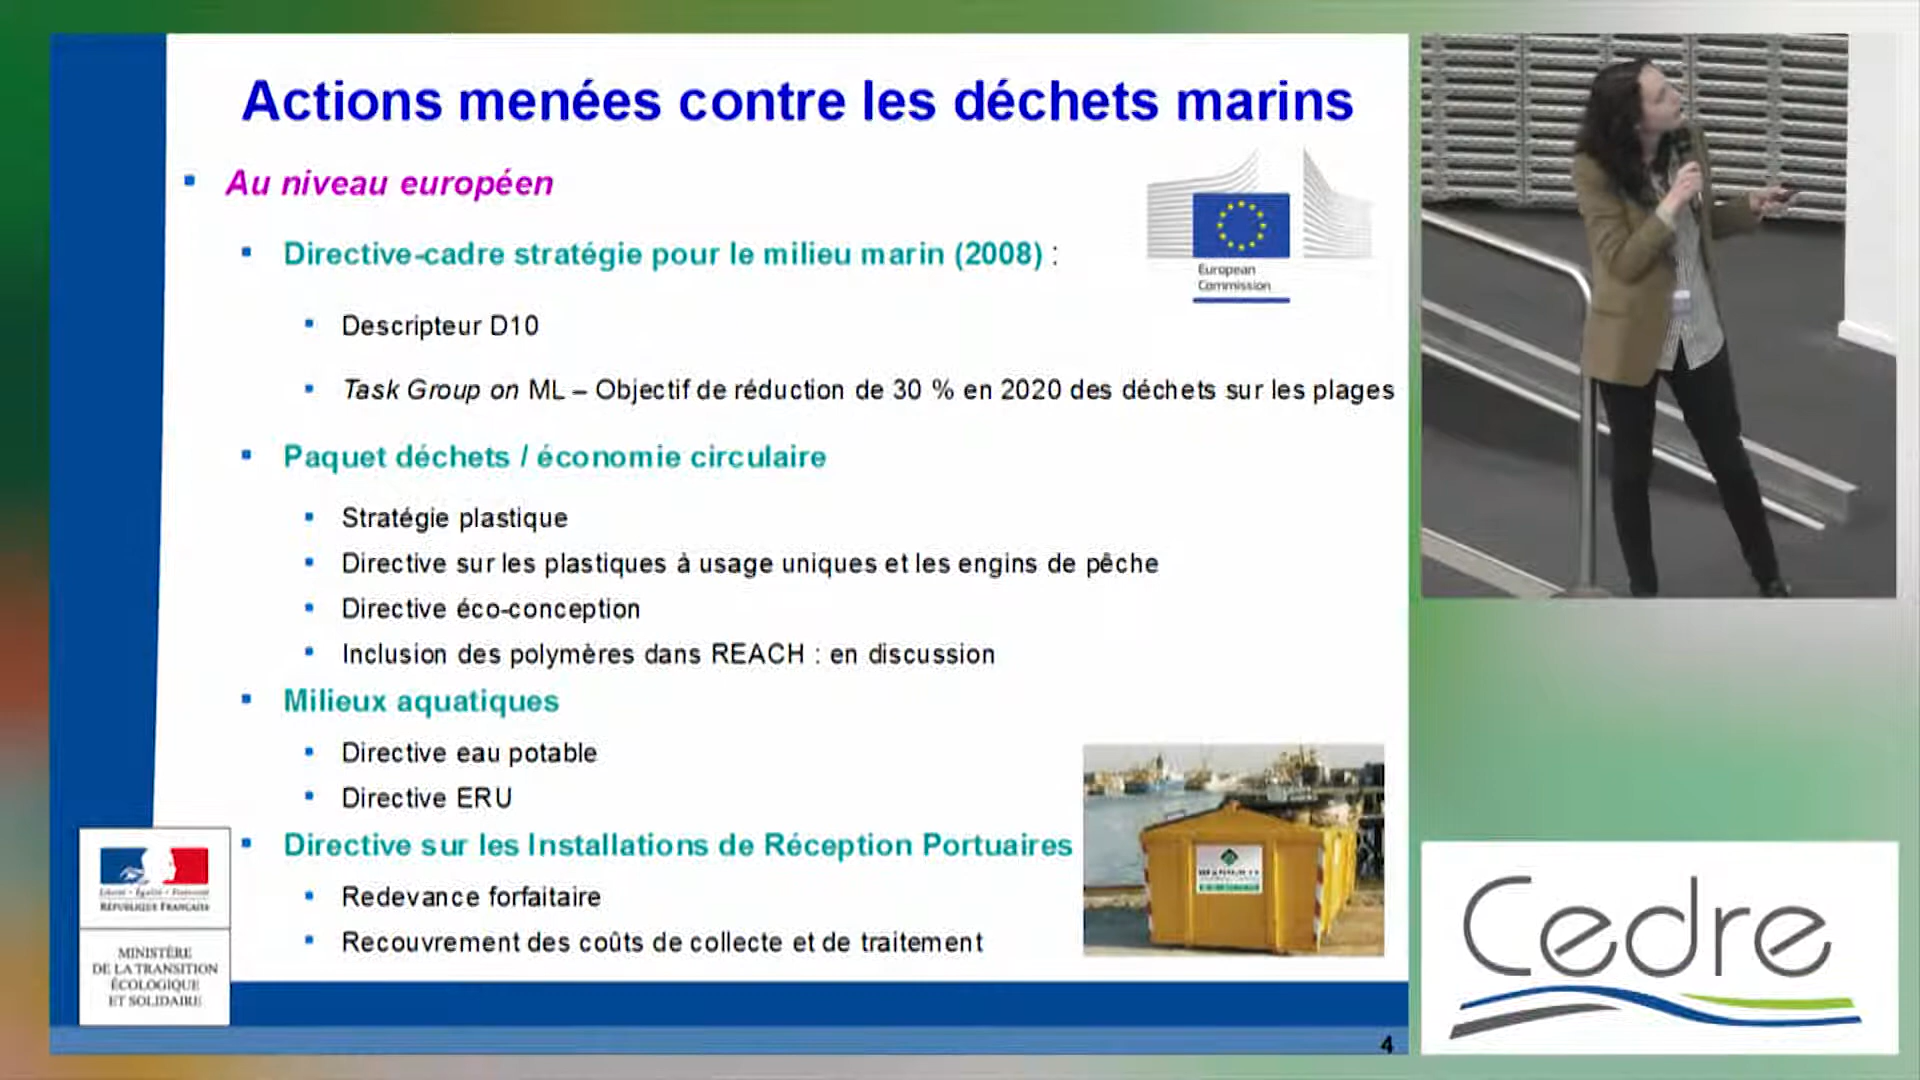 Actions menées contre les déchets marins
Au niveau européen
Directive-cadre stratégie pour le milieu marin (2008) :
European
Commission
Descripteur D10
Task Group on ML – Objectif de réduction de 30 % en 2020 des déchets sur les plages
Paquet déchets / économie circulaire
Stratégie plastique
Directive sur les plastiques à usage uniques et les engins de pêche
Directive éco-conception
Inclusion des polymères dans REACH : en discussion
Milieux aquatiques
Directive eau potable
Directive ERU
Directive sur les Installations de Réception Portuaires
Redevance forfaitaire
Recouvrement des coûts de collecte et de traitement
Liberté • Égalité • Fraternité
RÉPUBLIQUE FRANÇAISE
MINISTÈRE
DE LA TRANSITION
ÉCOLOGIQUE
ET SOLIDAIRE
4
Cedre